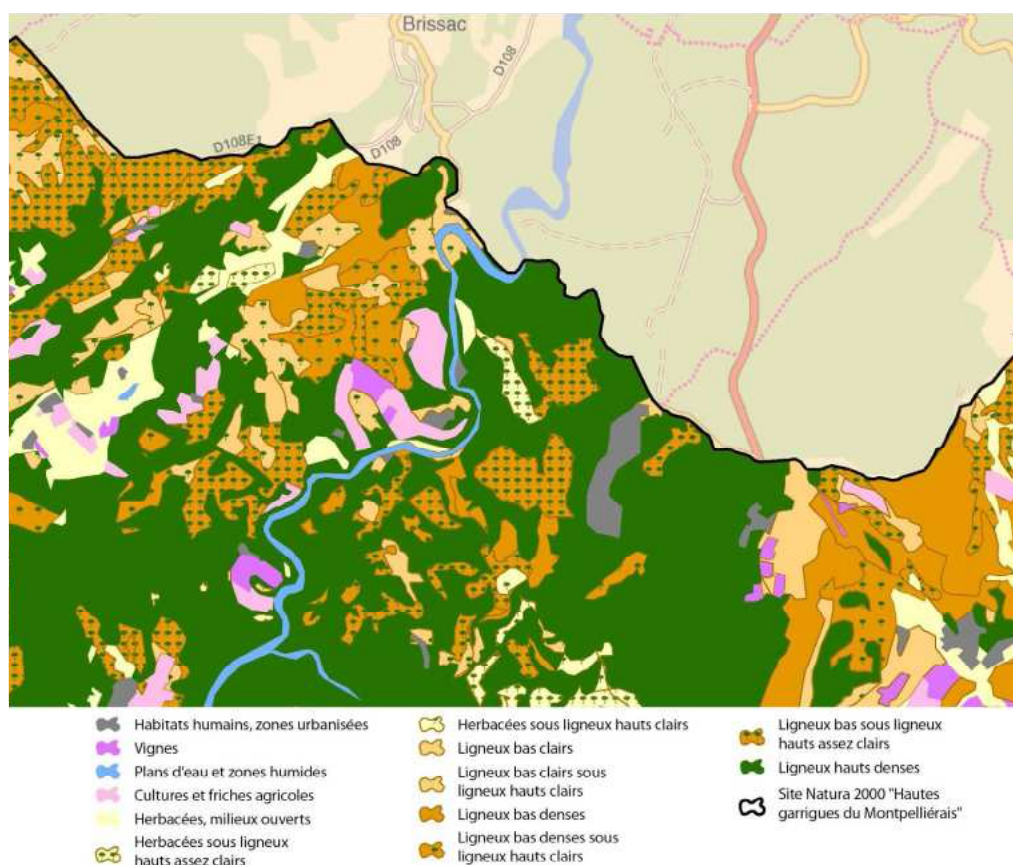 Brissac
D108
D108E1
D108
Habitats humains, zones urbanisées
Vignes
Plans d'eau et zones humides
Cultures et friches agricoles
Herbacées, milieux ouverts
Herbacées sous ligneux
hauts assez clairs
Herbacées sous ligneux hauts clairs
Ligneux bas clairs
Ligneux bas clairs sous
ligneux hauts clairs
Ligneux bas denses
Ligneux bas denses sous
ligneux hauts clairs
Ligneux bas sous ligneux
hauts assez clairs
Ligneux hauts denses
Site Natura 2000 "Hautes
garrigues du Montpelliérais"